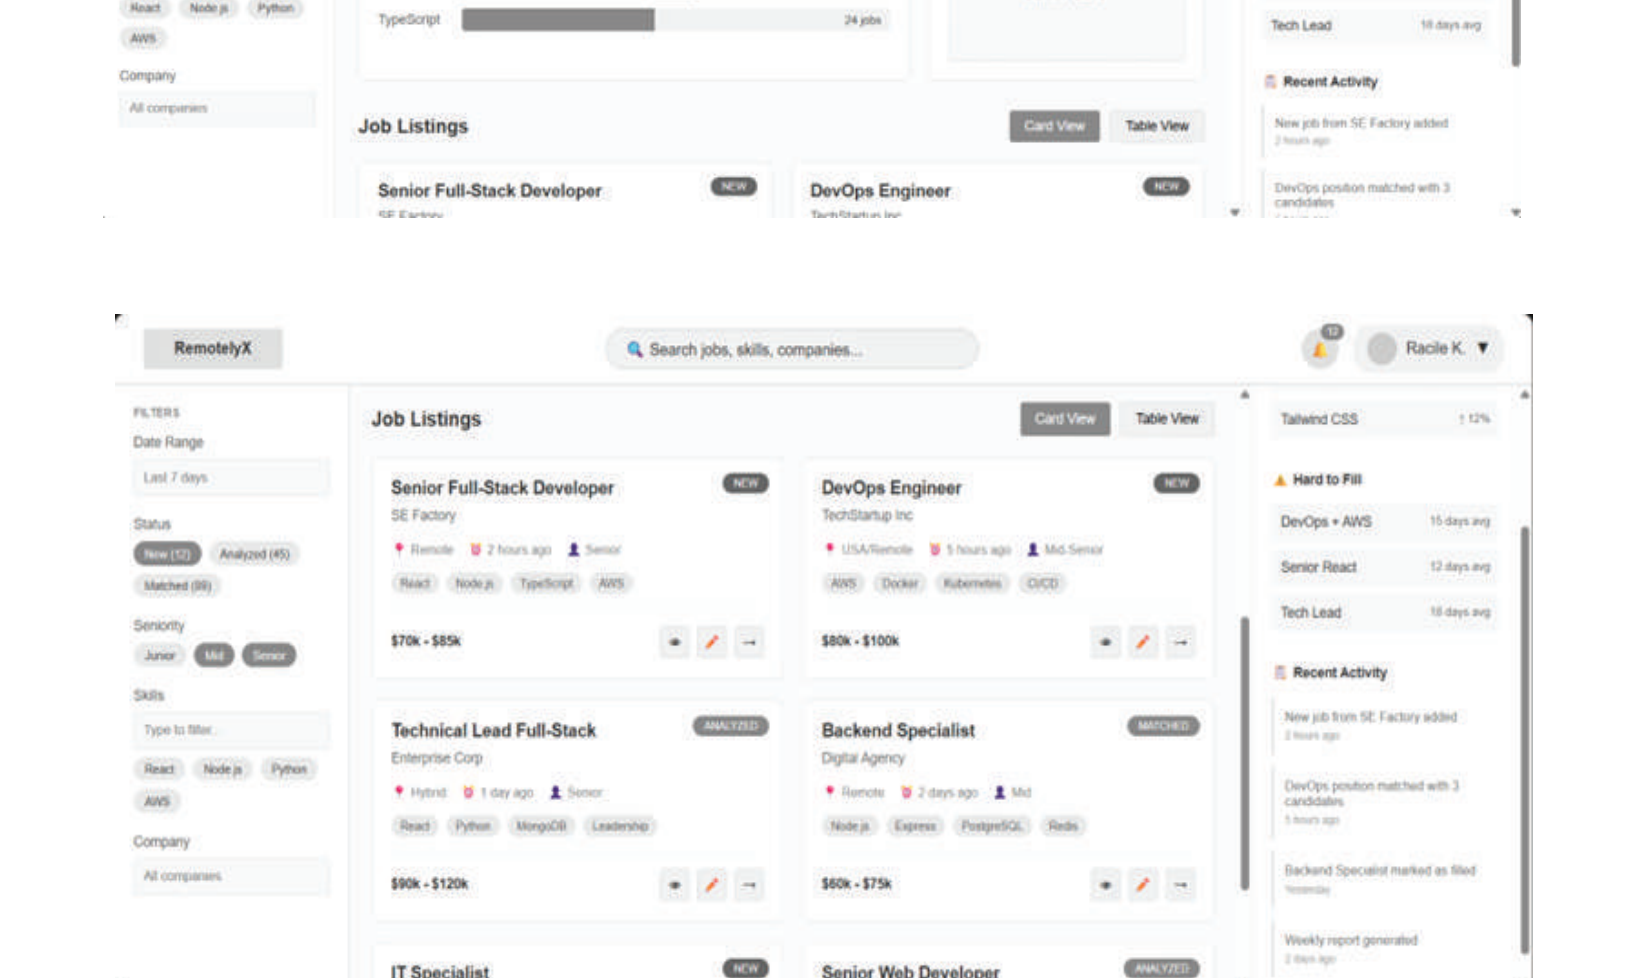 React Node.js Python
AWS
Company
All companies
TypeScript 24 jobs
Job Listings Card View Table View
Senior Full-Stack Developer NEW
SE Factory
DevOps Engineer NEW
TechStartup Inc
Tech Lead 18 days avg
Recent Activity
New job from SE Factory added
2 hours ago
DevOps position matched with 3
candidates
RemotelyX
Search jobs, skills, companies...
12
Racile K. ▼
FILTERS
Date Range
Last 7 days
Status
New (12) Analyzed (45)
Matched (89)
Seniority
Junior Mid Senior
Skills
Type to filter...
React Node.js Python
AWS
Company
All companies
Job Listings Card View Table View
Senior Full-Stack Developer NEW
SE Factory
Remote 2 hours ago Senior
React Node.js TypeScript AWS
$70k - $85k →
DevOps Engineer NEW
TechStartup Inc
USA/Remote 5 hours ago Mid-Senior
AWS Docker Kubernetes CI/CD
$80k - $100k →
Technical Lead Full-Stack ANALYZED
Enterprise Corp
Hybrid 1 day ago Senior
React Python MongoDB Leadership
$90k - $120k →
Backend Specialist MATCHED
Digital Agency
Remote 2 days ago Mid
Node.js Express PostgreSQL Redis
$60k - $75k →
IT Specialist NEW
Senior Web Developer ANALYZED
Tailwind CSS ↑ 12%
Hard to Fill
DevOps + AWS 15 days avg
Senior React 12 days avg
Tech Lead 18 days avg
Recent Activity
New job from SE Factory added
2 hours ago
DevOps position matched with 3
candidates
5 hours ago
Backend Specialist marked as filled
Yesterday
Weekly report generated
2 days ago